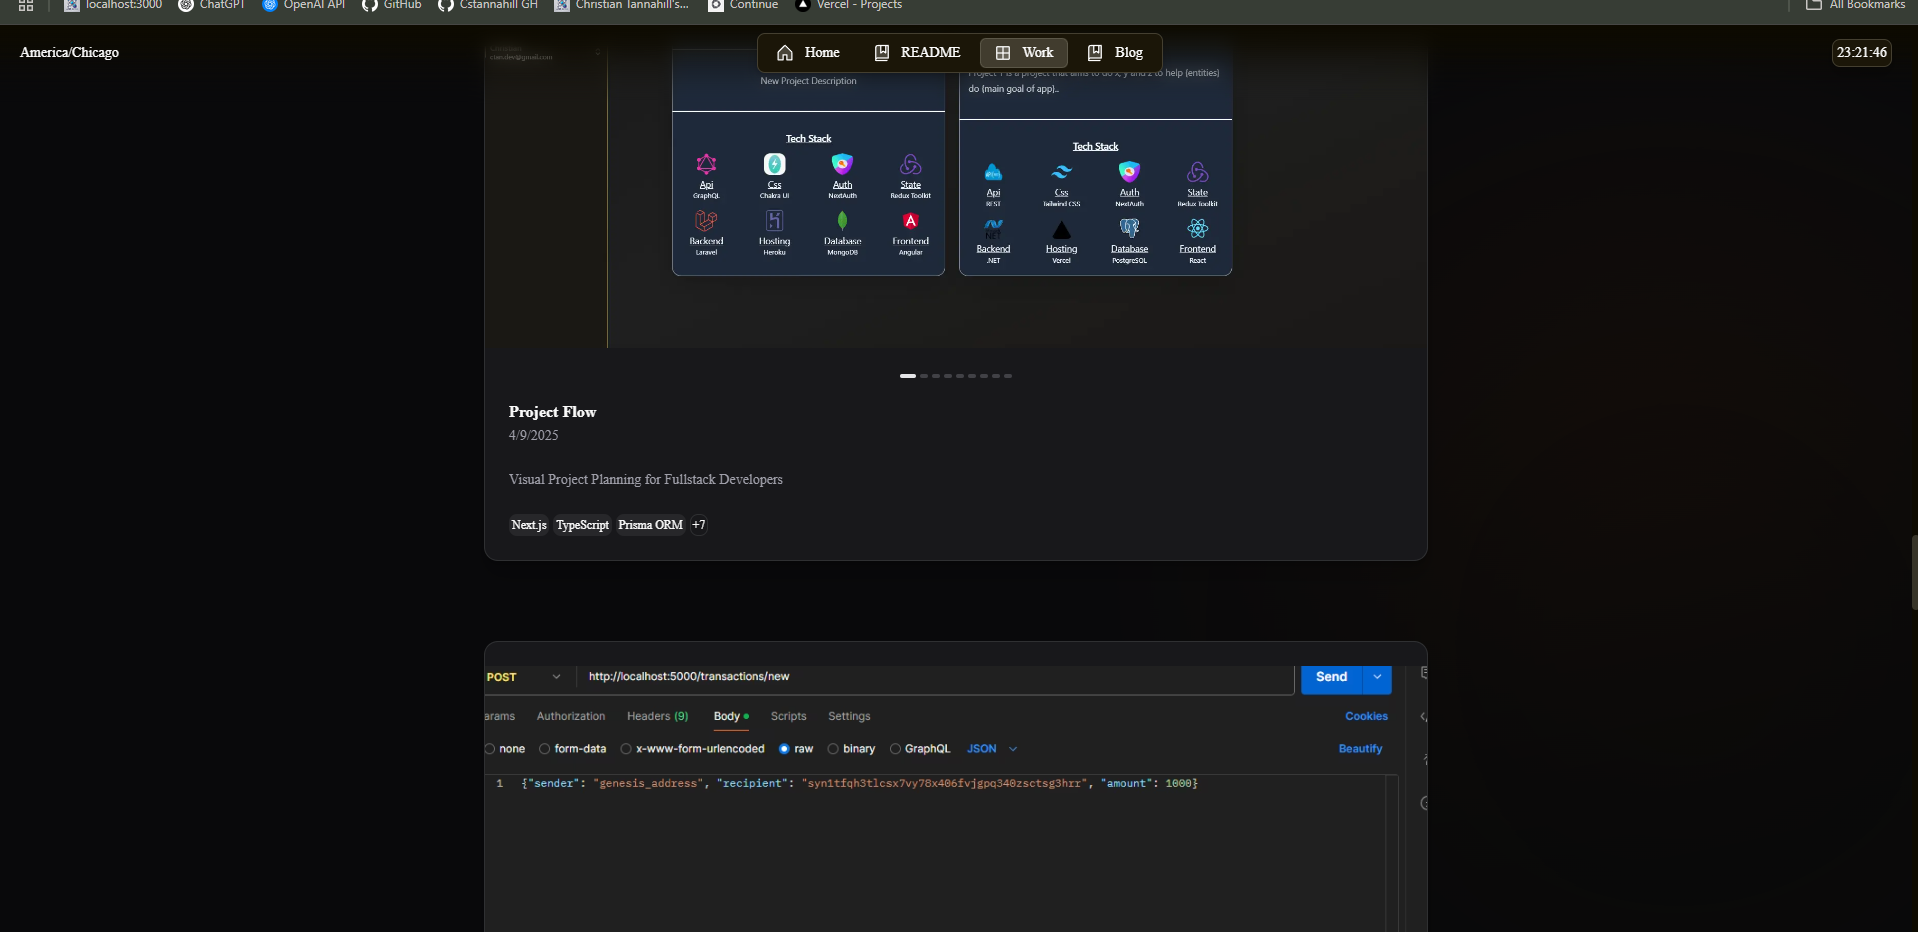 localhost:3000 ChatGPT OpenAI API GitHub Cstannahill GH Christian Tannahill's... Continue Vercel - Projects All Bookmarks
America/Chicago Home README Work Blog 23:21:46
New Project Description
Project 1 is a project that aims to do x, y and z to help (entities)
do (main goal of app)..
Tech Stack
Api Css Auth State
GraphQL Chakra UI NextAuth Redux Toolkit
Backend Hosting Database Frontend
Laravel Heroku MongoDB Angular
Tech Stack
Api Css Auth State
REST Tailwind CSS NextAuth Redux Toolkit
Backend Hosting Database Frontend
.NET Vercel PostgreSQL React
Project Flow
4/9/2025
Visual Project Planning for Fullstack Developers
Next.js TypeScript Prisma ORM +7
POST http://localhost:5000/transactions/new Send
arams Authorization Headers (9) Body Scripts Settings Cookies
none form-data x-www-form-urlencoded raw binary GraphQL JSON Beautify
1 {"sender": "genesis_address", "recipient": "syn1tfqh3tlcsx7vy78x406fvjgpq340zsctsg3hrr", "amount": 1000}